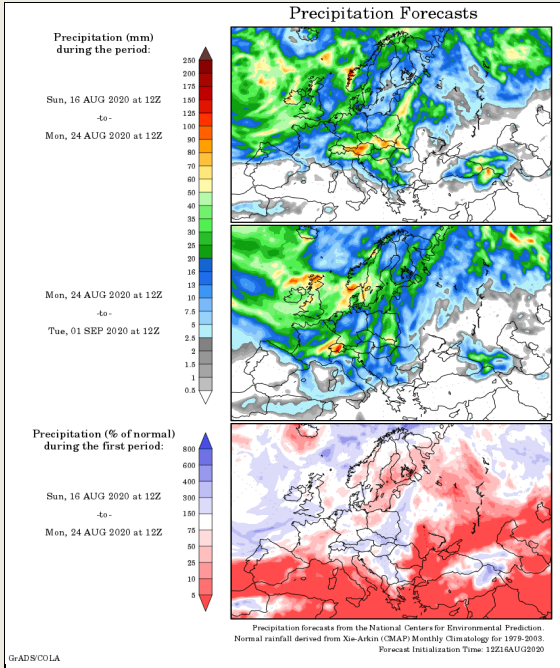 Precipitation Forecasts
Precipitation (mm)
during the period:
Sun, 16 AUG 2020 at 12Z
-to-
Mon, 24 AUG 2020 at 12Z
250
200
175
150
125
100
90
80
70
60
50
40
35
30
25
20
16
13
10
7.5
5
2.5
2
1.5
1
0.5
Mon, 24 AUG 2020 at 12Z
-to-
Tue, 01 SEP 2020 at 12Z
Precipitation (% of normal)
during the first period:
Sun, 16 AUG 2020 at 12Z
-to-
Mon, 24 AUG 2020 at 12Z
800
600
400
300
150
75
50
25
10
5
Precipitation forecasts from the National Centers for Environmental Prediction.
Normal rainfall derived from Xie-Arkin (CMAP) Monthly Climatology for 1979-2003.
Forecast Initialization Time: 12Z16AUG2020
GrADS/COLA